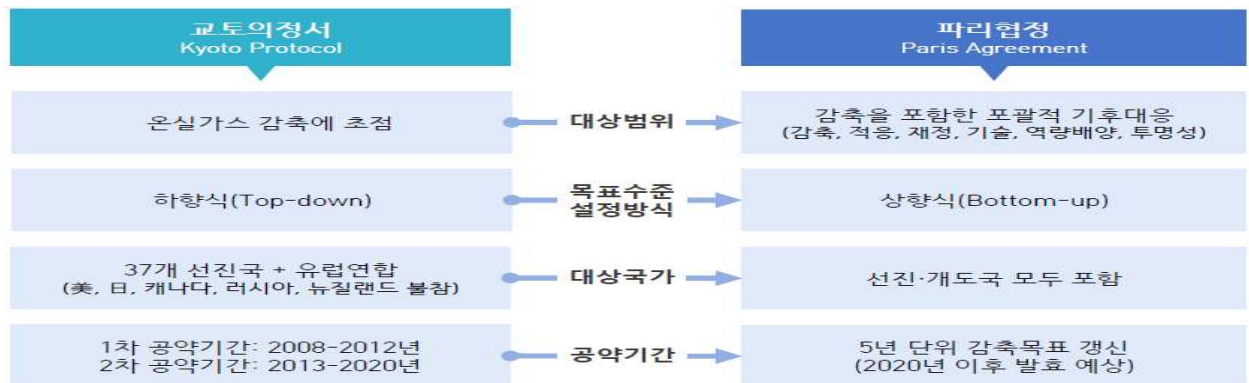 교토의정서
Kyoto Protocol
파리협정
Paris Agreement
온실가스 감축에 초점
대상범위
감축을 포함한 포괄적 기후대응
(감축, 적응, 재정, 기술, 역량배양, 투명성)
하향식(Top-down)
목표수준
설정방식
상향식(Bottom-up)
37개 선진국 + 유럽연합
(美, 日, 캐나다, 러시아, 뉴질랜드 불참)
대상국가
선진·개도국 모두 포함
1차 공약기간: 2008-2012년
2차 공약기간: 2013-2020년
공약기간
5년 단위 감축목표 갱신
(2020년 이후 발효 예상)